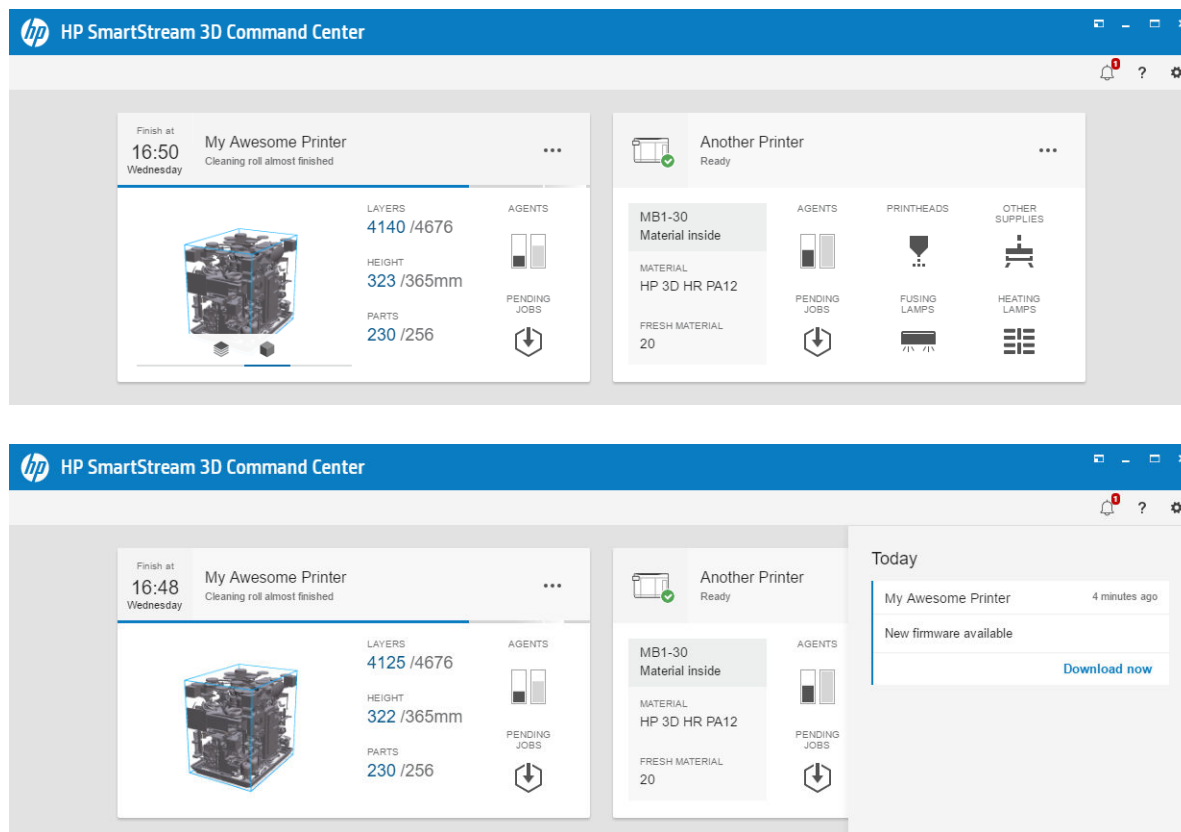 hp HP SmartStream 3D Command Center
1 ?
Finish at
16:50
Wednesday
My Awesome Printer
Cleaning roll almost finished
LAYERS
4140 /4676
HEIGHT
323 /365mm
PARTS
230 /256
AGENTS
PENDING
JOBS
Another Printer
Ready
MB1-30
Material inside
MATERIAL
HP 3D HR PA12
FRESH MATERIAL
20
AGENTS
PRINTHEADS
OTHER
SUPPLIES
PENDING
JOBS
FUSING
LAMPS
HEATING
LAMPS
hp HP SmartStream 3D Command Center
1 ?
Finish at
16:48
Wednesday
My Awesome Printer
Cleaning roll almost finished
LAYERS
4125 /4676
HEIGHT
322 /365mm
PARTS
230 /256
AGENTS
PENDING
JOBS
Another Printer
Ready
MB1-30
Material inside
MATERIAL
HP 3D HR PA12
FRESH MATERIAL
20
AGENTS
PENDING
JOBS
Today
My Awesome Printer 4 minutes ago
New firmware available
Download now